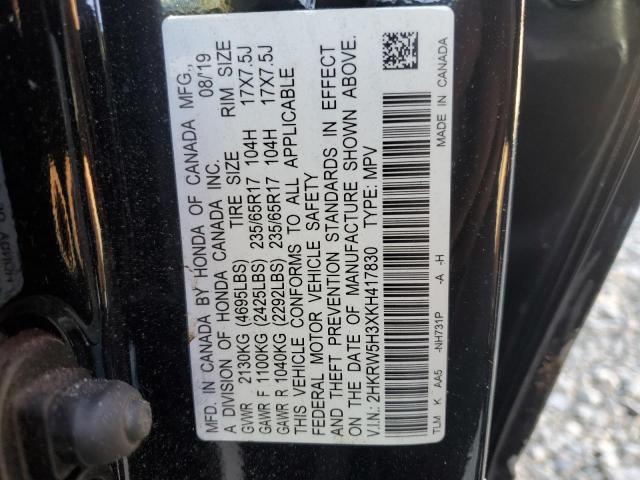 MFD. IN CANADA BY HONDA OF CANADA MFG.,
A DIVISION OF HONDA CANADA INC. 08/'19
GVWR 2130KG (4695LBS) TIRE SIZE RIM SIZE
GAWR F 1100KG (2425LBS) 235/65R17 104H 17X7.5J
GAWR R 1040KG (2292LBS) 235/65R17 104H 17X7.5J
THIS VEHICLE CONFORMS TO ALL APPLICABLE
FEDERAL MOTOR VEHICLE SAFETY
AND THEFT PREVENTION STANDARDS IN EFFECT
ON THE DATE OF MANUFACTURE SHOWN ABOVE.
V.I.N.: 2HKRW5H3XKH417830 TYPE: MPV
TLM K AA5 -NH731P -A -H MADE IN CANADA